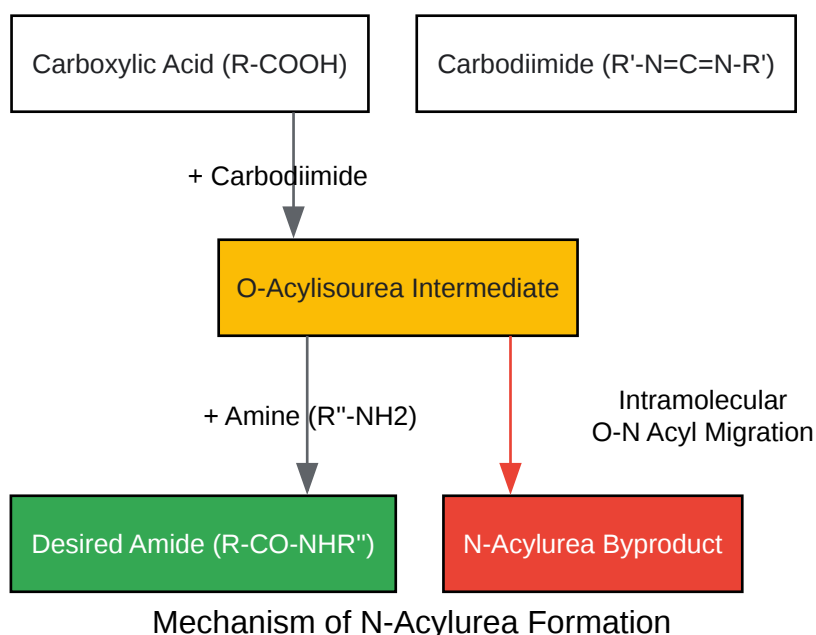 Carboxylic Acid (R-COOH)
Carbodiimide (R'-N=C=N-R')
+ Carbodiimide
O-Acylisourea Intermediate
+ Amine (R''-NH2)
Intramolecular
O-N Acyl Migration
Desired Amide (R-CO-NHR'')
N-Acylurea Byproduct
Mechanism of N-Acylurea Formation